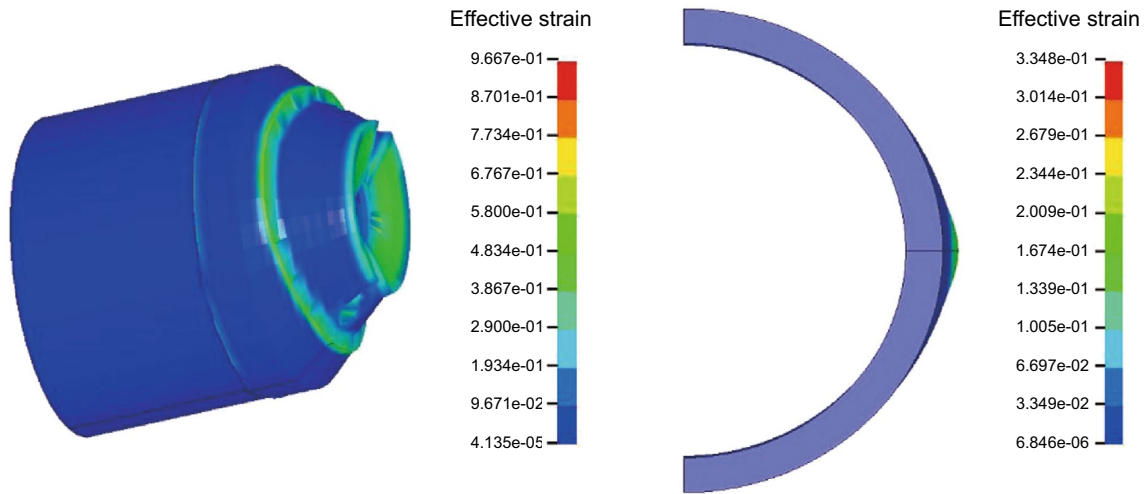 Effective strain
9.667e-01
8.701e-01
7.734e-01
6.767e-01
5.800e-01
4.834e-01
3.867e-01
2.900e-01
1.934e-01
9.671e-02
4.135e-05
Effective strain
3.348e-01
3.014e-01
2.679e-01
2.344e-01
2.009e-01
1.674e-01
1.339e-01
1.005e-01
6.697e-02
3.349e-02
6.846e-06